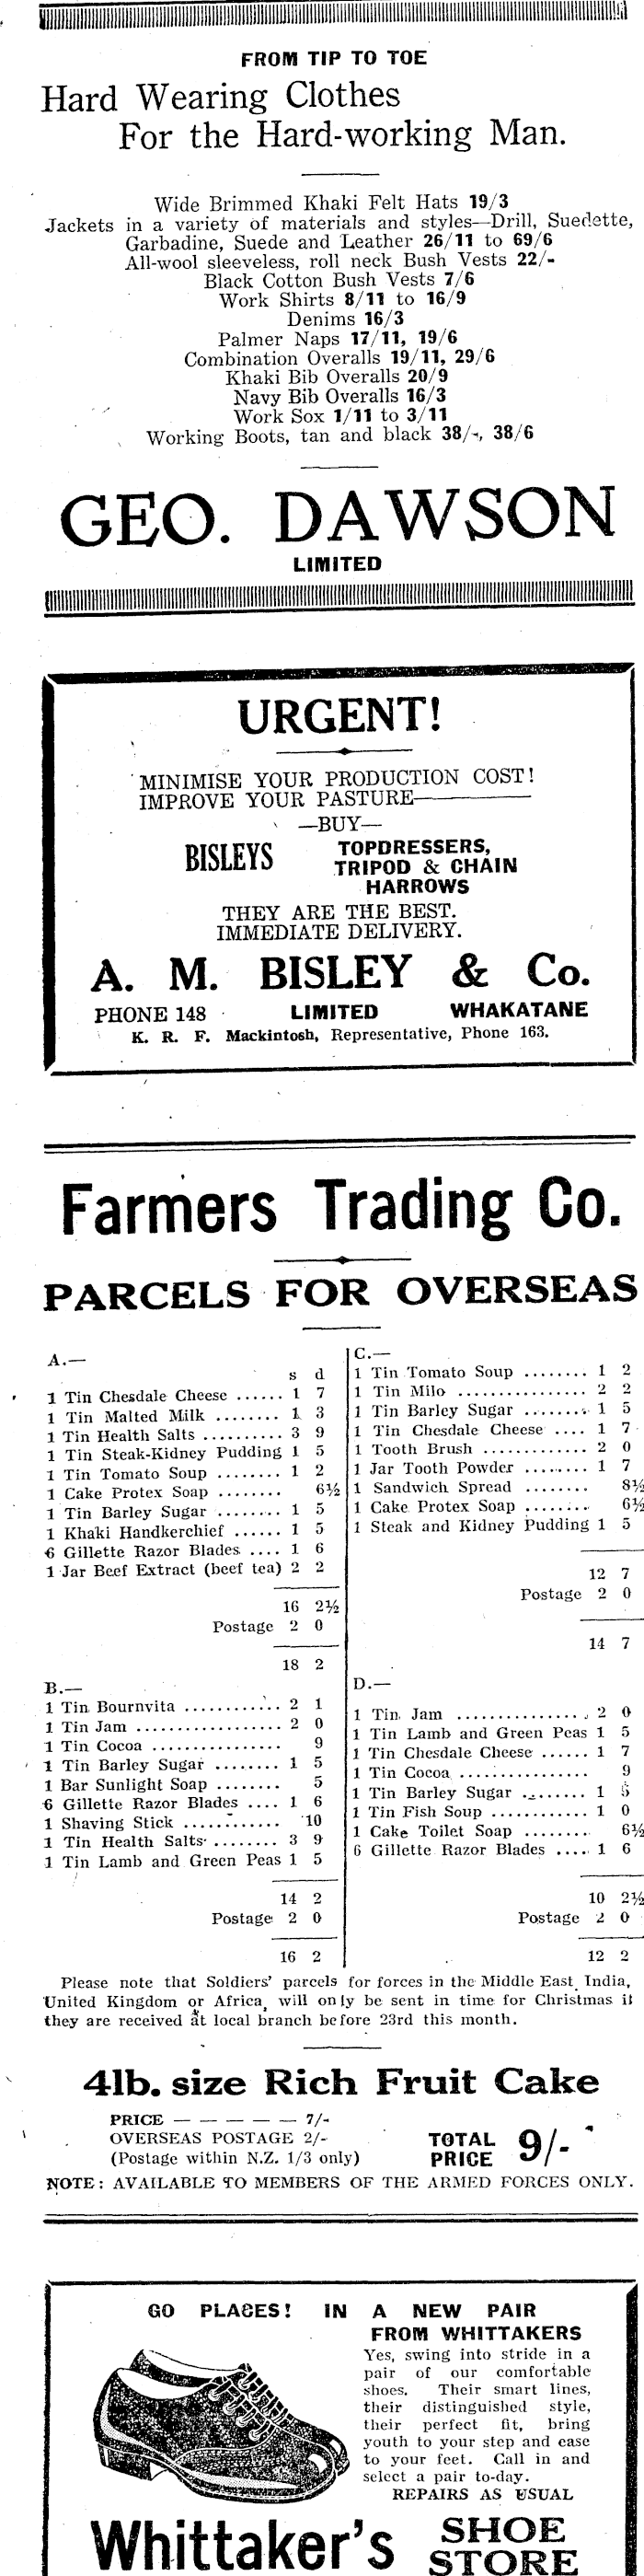 FROM TIP TO TOE
Hard Wearing Clothes
For the Hard-working Man.
Wide Brimmed Khaki Felt Hats 19/3
Jackets in a variety of materials and styles—Drill, Suedette,
Garbadine, Suede and Leather 26/11 to 69/6
All-wool sleeveless, roll neck Bush Vests 22/-
Black Cotton Bush Vests 7/6
Work Shirts 8/11 to 16/9
Denims 16/3
Palmer Naps 17/11, 19/6
Combination Overalls 19/11, 29/6
Khaki Bib Overalls 20/9
Navy Bib Overalls 16/3
Work Sox 1/11 to 3/11
Working Boots, tan and black 38/-, 38/6
GEO. DAWSON
LIMITED
URGENT!
MINIMISE YOUR PRODUCTION COST!
IMPROVE YOUR PASTURE—
—BUY—
BISLEYS
TOPDRESSERS,
TRIPOD & CHAIN
HARROWS
THEY ARE THE BEST.
IMMEDIATE DELIVERY.
A. M. BISLEY & Co.
PHONE 148 LIMITED WHAKATANE
K. R. F. Mackintosh, Representative, Phone 163.
Farmers Trading Co.
PARCELS FOR OVERSEAS
A.—
s d
1 Tin Chesdale Cheese ...... 1 7
1 Tin Malted Milk ........ 1 3
1 Tin Health Salts .......... 3 9
1 Tin Steak-Kidney Pudding 1 5
1 Tin Tomato Soup ........ 1 2
1 Cake Protex Soap ........ 6½
1 Tin Barley Sugar ........ 1 5
1 Khaki Handkerchief ...... 1 5
6 Gillette Razor Blades .... 1 6
1 Jar Beef Extract (beef tea) 2 2
16 2½
Postage 2 0
18 2
B.—
1 Tin Bournvita ............ 2 1
1 Tin Jam .................. 2 0
1 Tin Cocoa ................ 9
1 Tin Barley Sugar ........ 1 5
1 Bar Sunlight Soap ........ 5
6 Gillette Razor Blades .... 1 6
1 Shaving Stick ............ 10
1 Tin Health Salts ........ 3 9
1 Tin Lamb and Green Peas 1 5
14 2
Postage 2 0
16 2
C.—
1 Tin Tomato Soup ........ 1 2
1 Tin Milo ................ 2 2
1 Tin Barley Sugar ........ 1 5
1 Tin Chesdale Cheese .... 1 7
1 Tooth Brush ............. 2 0
1 Jar Tooth Powder ........ 1 7
1 Sandwich Spread ........ 8½
1 Cake Protex Soap ........ 6½
1 Steak and Kidney Pudding 1 5
12 7
Postage 2 0
14 7
D.—
1 Tin Jam ................ 2 0
1 Tin Lamb and Green Peas 1 5
1 Tin Chesdale Cheese ...... 1 7
1 Tin Cocoa ................ 9
1 Tin Barley Sugar ........ 1 5
1 Tin Fish Soup ............ 1 0
1 Cake Toilet Soap ........ 6½
6 Gillette Razor Blades .... 1 6
10 2½
Postage 2 0
12 2
Please note that Soldiers' parcels for forces in the Middle East, India,
United Kingdom or Africa, will only be sent in time for Christmas if
they are received at local branch before 23rd this month.
4lb. size Rich Fruit Cake
PRICE — — — — — 7/-
OVERSEAS POSTAGE 2/-
(Postage within N.Z. 1/3 only)
TOTAL
PRICE 9/-
NOTE: AVAILABLE TO MEMBERS OF THE ARMED FORCES ONLY.
GO PLACES! IN A NEW PAIR
FROM WHITTAKERS
Yes, swing into stride in a
pair of our comfortable
shoes. Their smart lines,
their distinguished style,
their perfect fit, bring
youth to your step and ease
to your feet. Call in and
select a pair to-day.
REPAIRS AS USUAL
Whittaker's SHOE
STORE